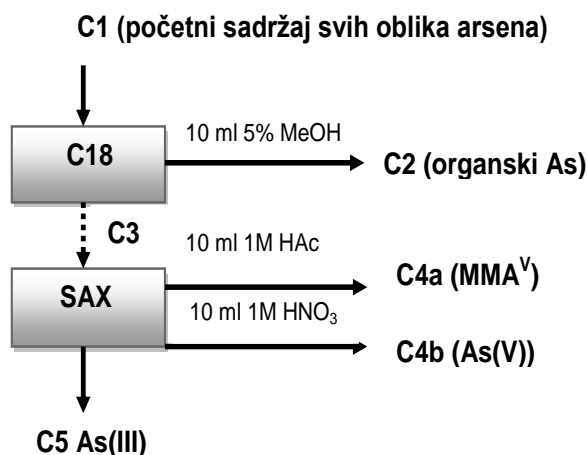 C1 (početni sadržaj svih oblika arsena)
C18
10 ml 5% MeOH
C2 (organski As)
C3
10 ml 1M HAc
SAX
C4a (MMAⱽ)
10 ml 1M HNO₃
C4b (As(V))
C5 As(III)